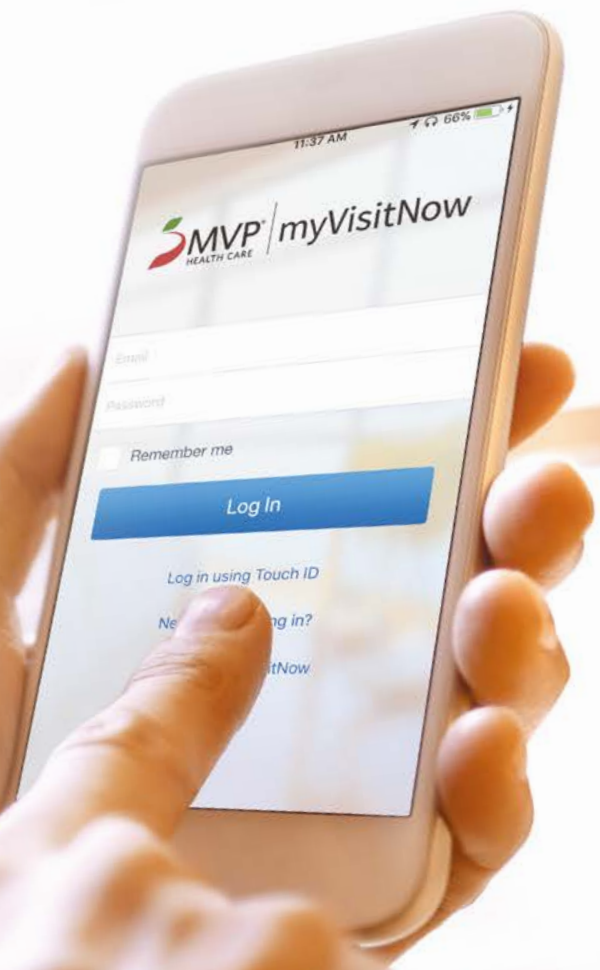 11:37 AM 66%
MVP® myVisitNow
HEALTH CARE
Email
Password
Remember me
Log In
Log in using Touch ID
in?